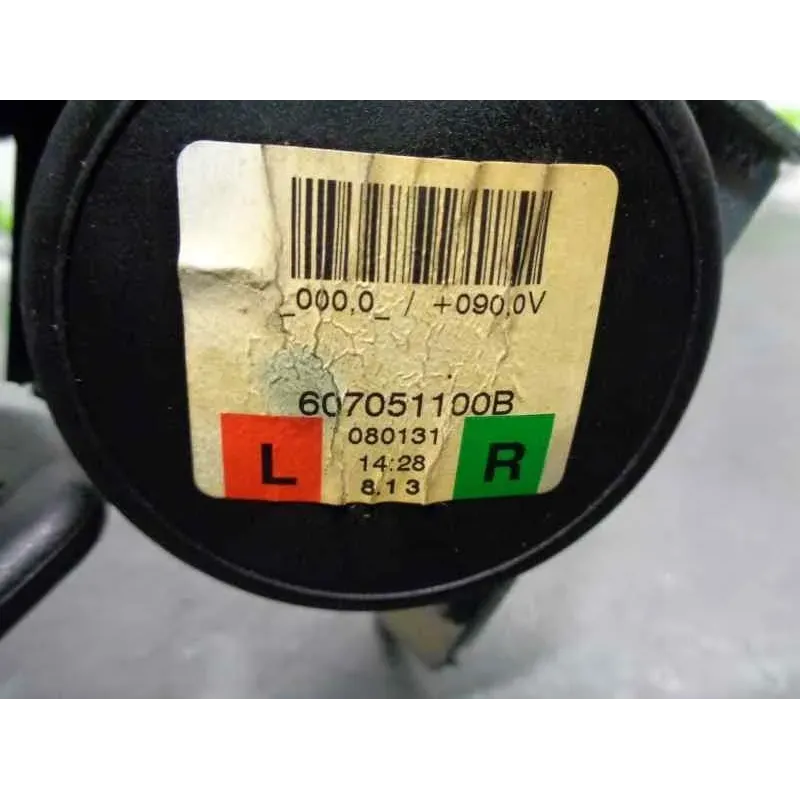 _000,0_ / +090,0V
607051100B
080131
L 14:28 R
8.13